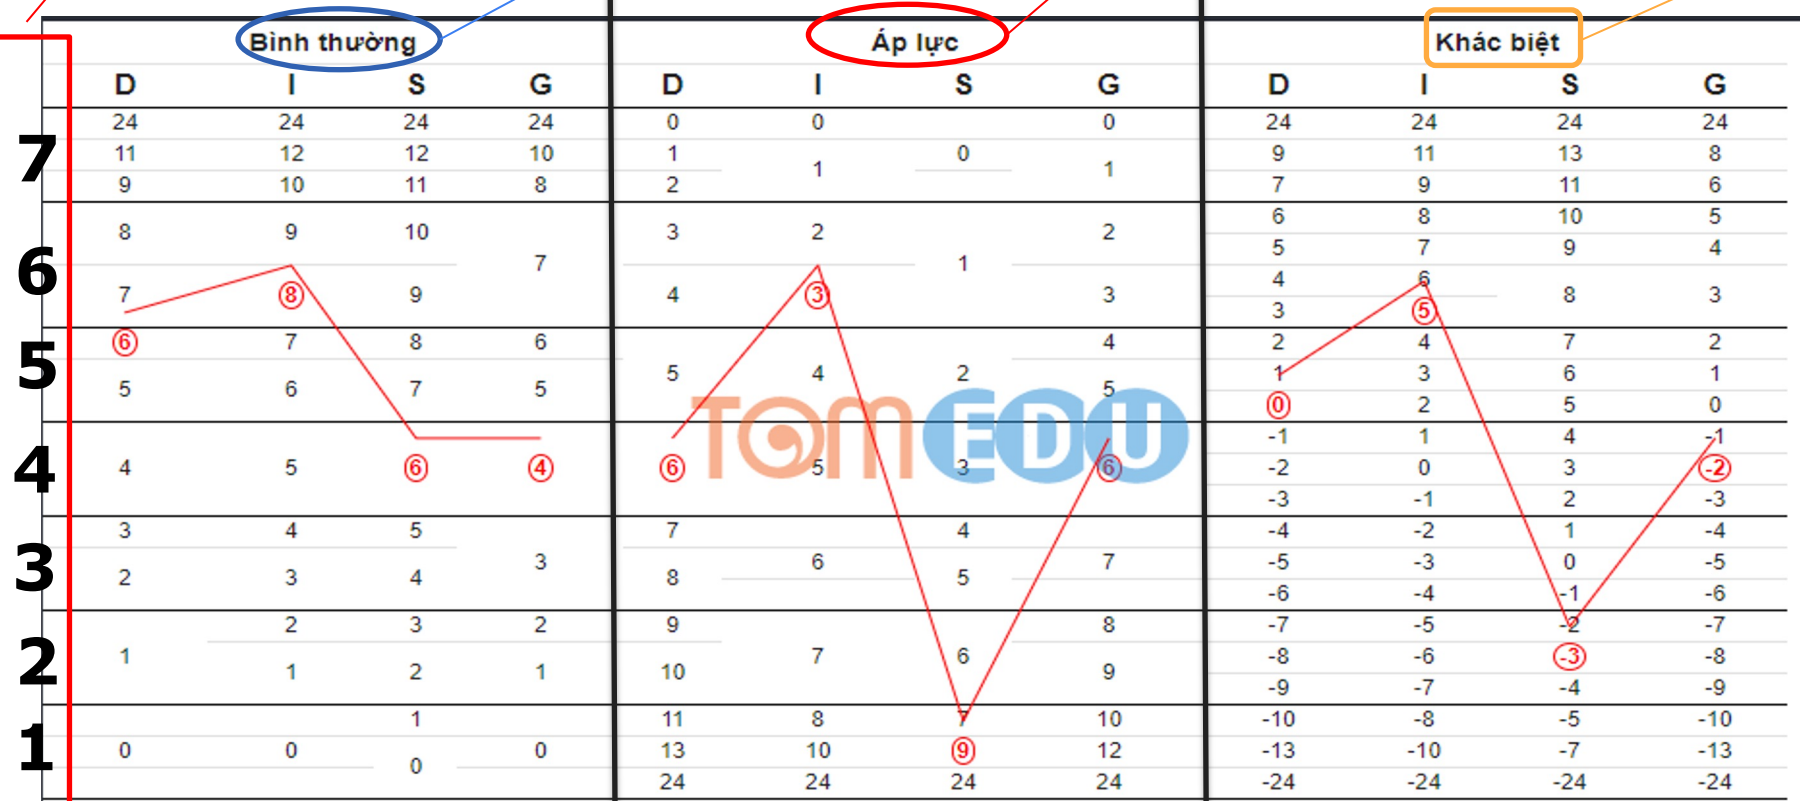 Bình thường Áp lực Khác biệt
D I S G D I S G D I S G
24 24 24 24 0 0 0 24 24 24 24
7 11 12 12 10 1 0 9 11 13 8
1 1
9 10 11 8 2 7 9 11 6
6 8 10 5
8 9 10 3 2 2
5 7 9 4
7 1
6 4 6
7 8 9 4 3 3 8 3
3 5
6 7 8 6 4 2 4 7 2
5 5 4 2 1 3 6 1
5 6 7 5 5
0 2 5 0
TOMEDU
-1 1 4 -1
4 4 5 6 4 6 5 3 6 -2 0 3 -2
-3 -1 2 -3
3 4 5 7 4 -4 -2 1 -4
3 3 6 7 -5 -3 0 -5
2 3 4 8 5
-6 -4 -1 -6
2 3 2 9 8 -7 -5 -2 -7
2 1 7 6 -8 -6 -3 -8
1 2 1 10 9
-9 -7 -4 -9
1 11 8 7 10 -10 -8 -5 -10
1 0 0 0 13 10 9 12 -13 -10 -7 -13
0
24 24 24 24 -24 -24 -24 -24